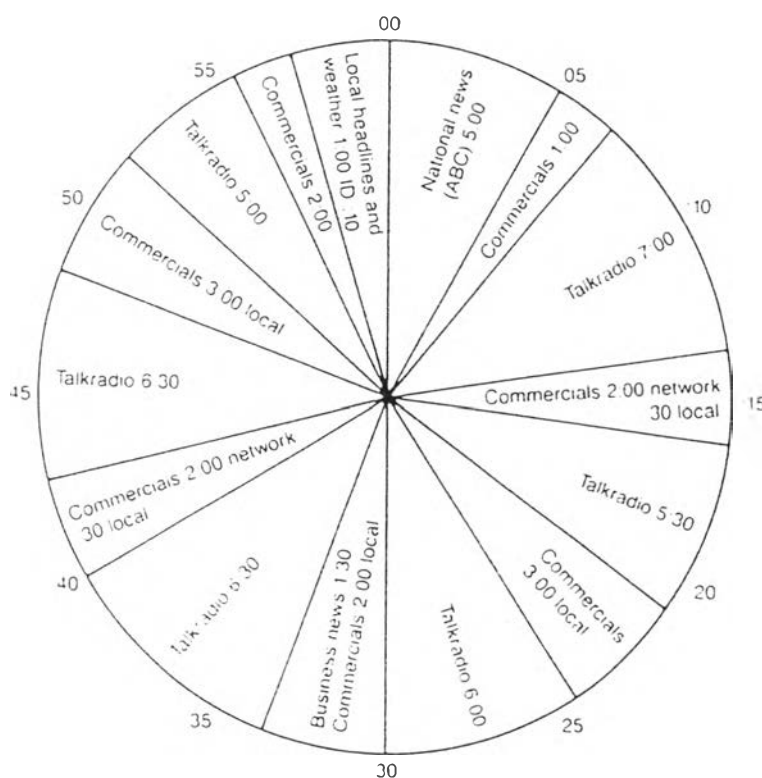 00
National news
(ABC) 5:00
05
Commercials 1:00
10
Talkradio 7:00
Commercials 2:00 network
30 local
15
Talkradio 5:30
20
Commercials
3:00 local
25
Talkradio 6:00
30
Business news 1:30
Commercials 2:00 local
35
Talkradio 6:30
40
Commercials 2:00 network
30 local
45
Talkradio 6:30
Commercials 3:00 local
50
Talkradio 5:00
55
Commercials 2:00
Local headlines and
weather 1:00 ID :10